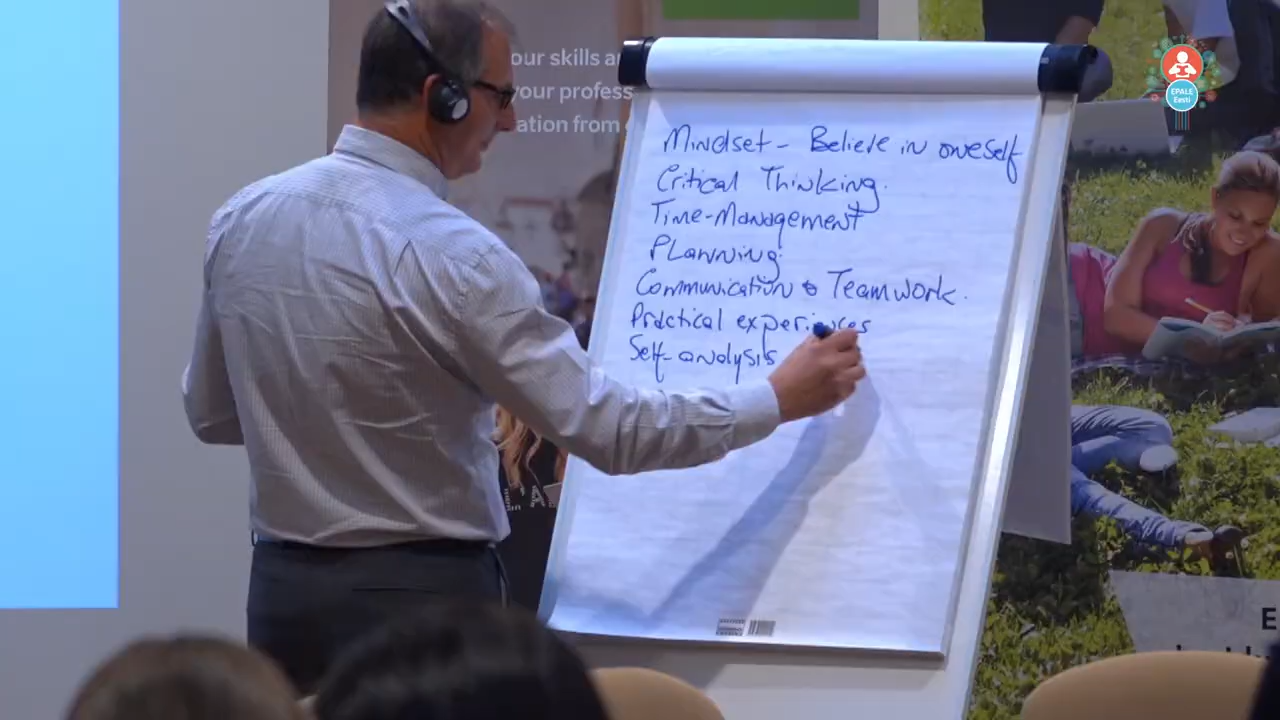 our skills a
your profess
ation from
Mindset - Believe in oneself
Critical Thinking.
Time-Management
Planning.
Communication & Teamwork.
Practical experiences
Self-analysis
EPALE
Eesti
E